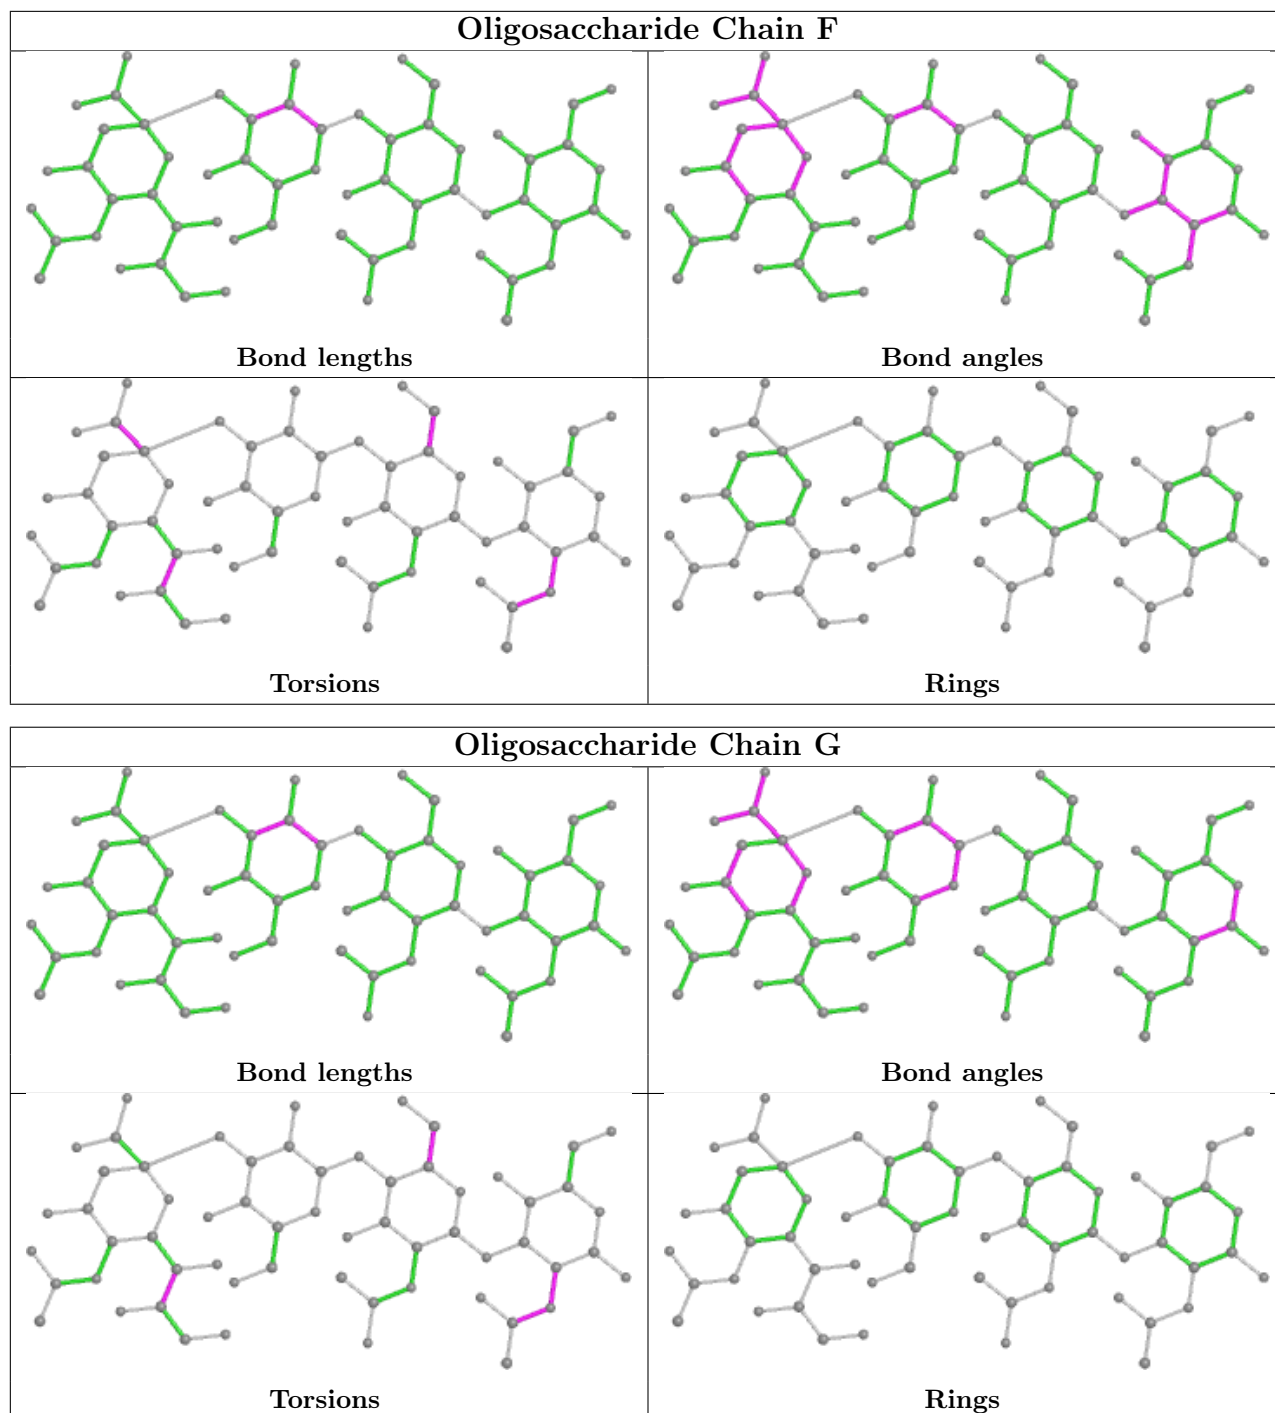 Oligosaccharide Chain F
Bond lengths
Bond angles
Torsions
Rings
Oligosaccharide Chain G
Bond lengths
Bond angles
Torsions
Rings